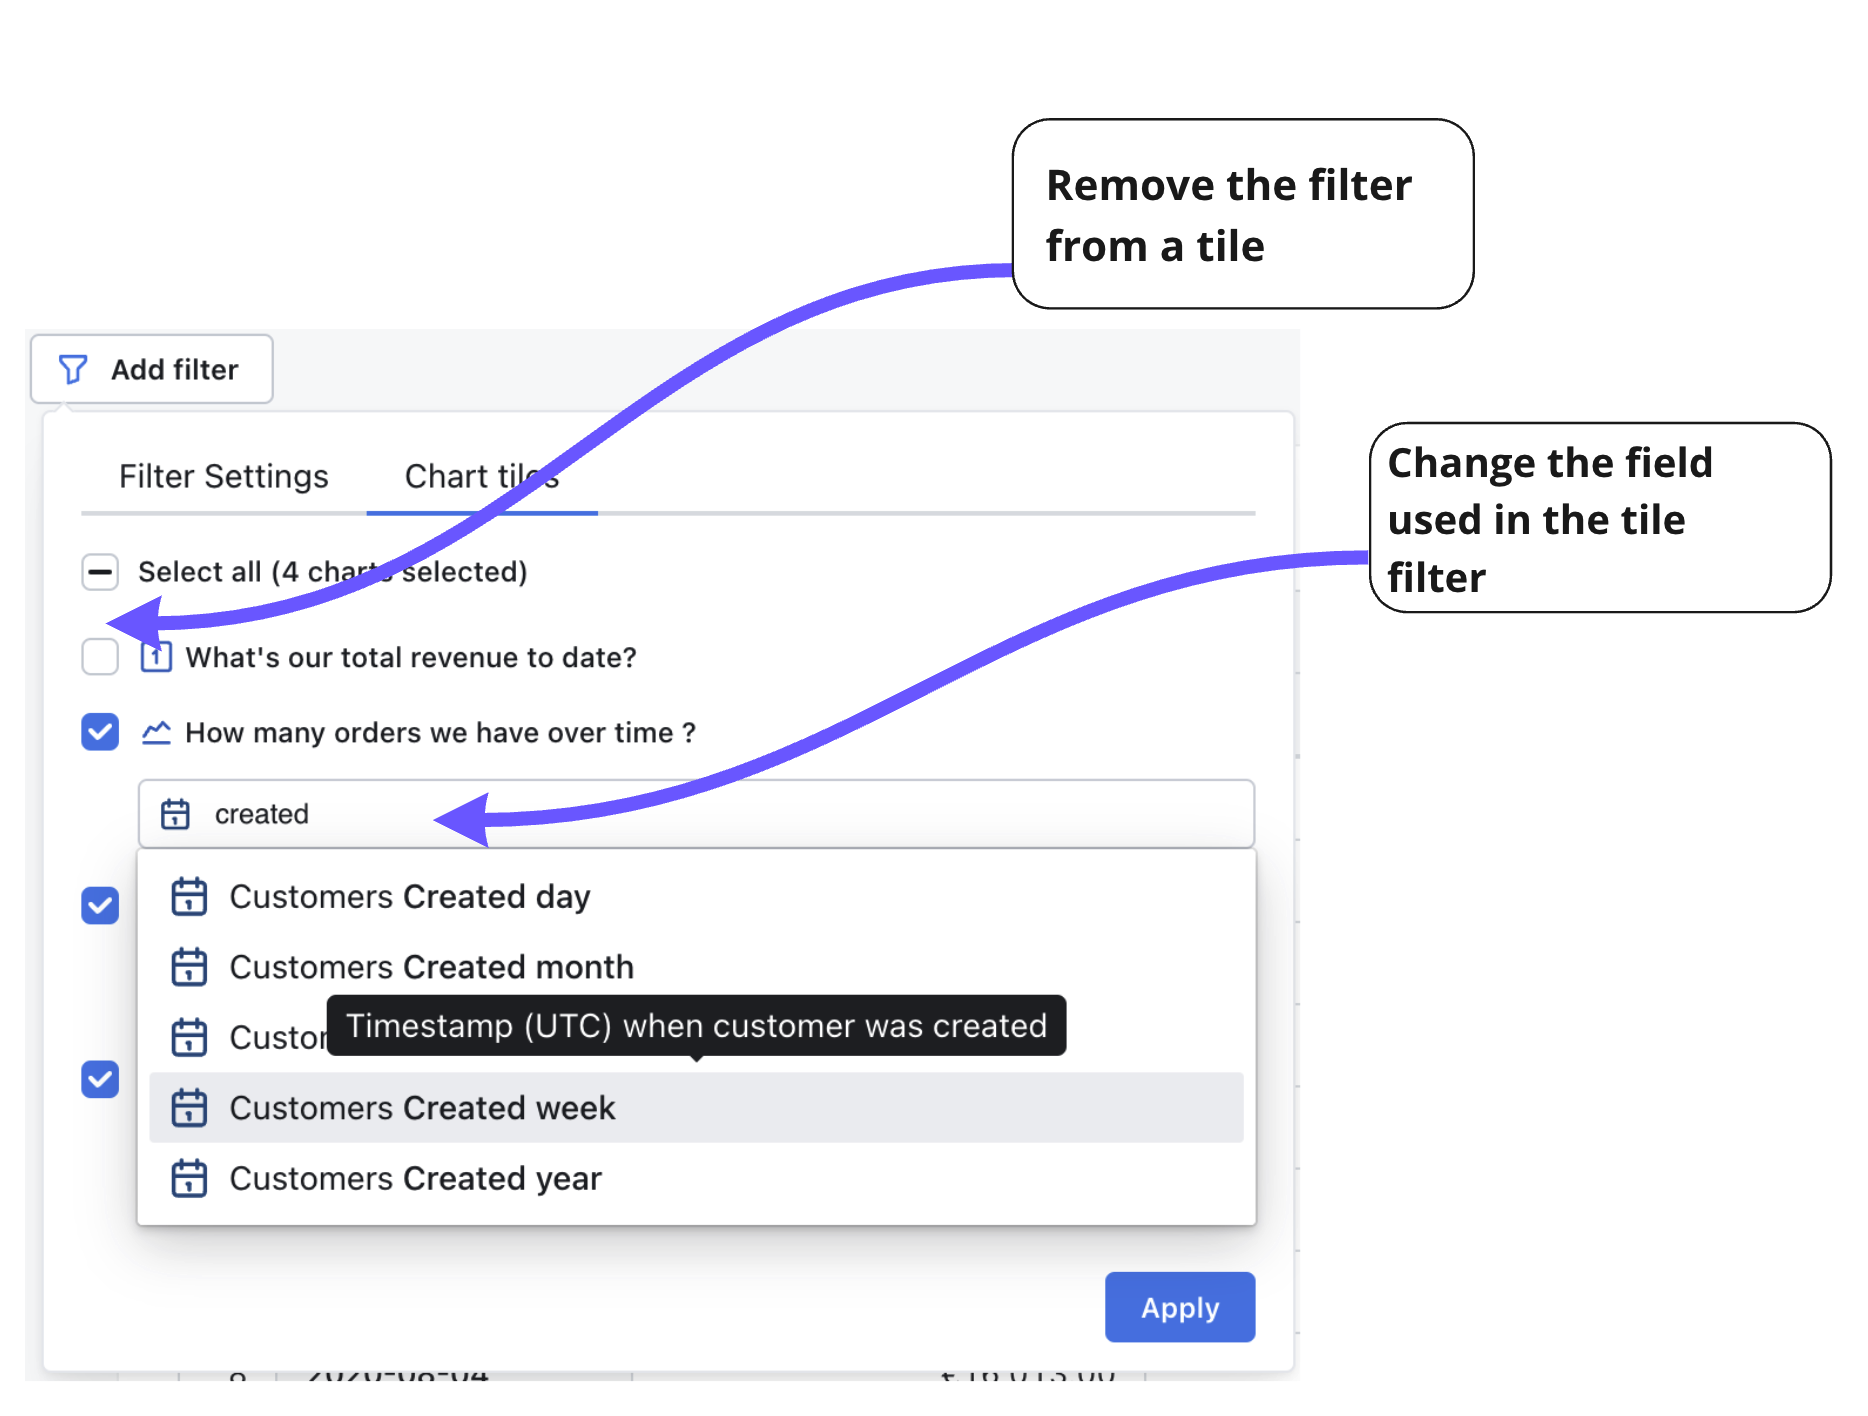 Remove the filter
from a tile
Add filter
Change the field
used in the tile
filter
Filter Settings
Chart tiles
Select all (4 charts selected)
What's our total revenue to date?
How many orders we have over time ?
created
Customers Created day
Customers Created month
Timestamp (UTC) when customer was created
Customers Created week
Customers Created year
Apply
2020-08-04